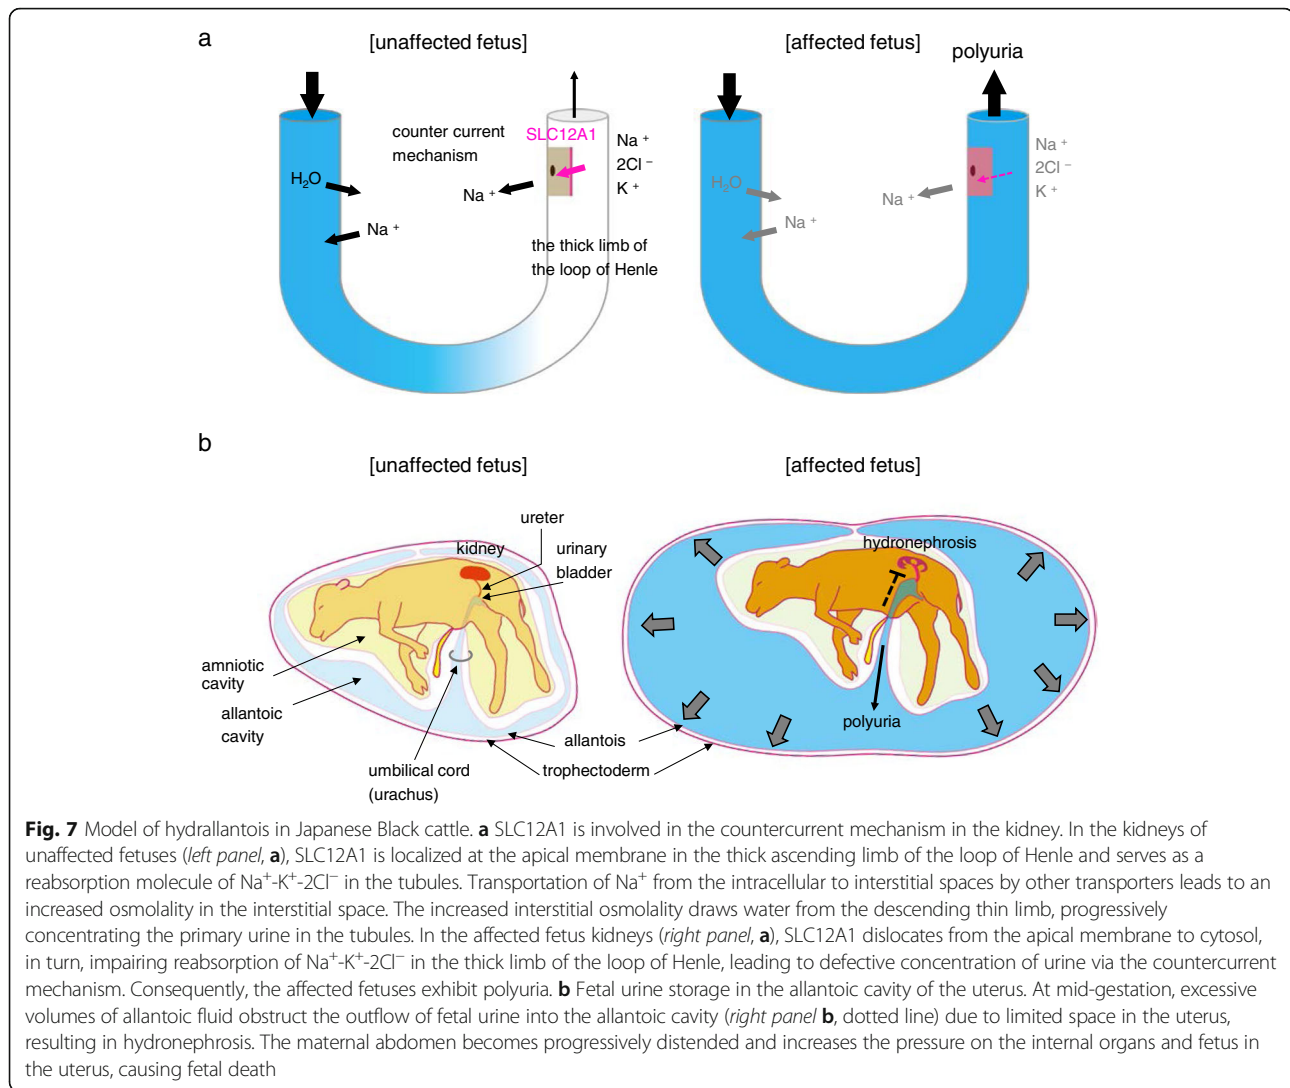 a
[unaffected fetus]
[affected fetus]
polyuria
counter current
mechanism
SLC12A1
Na +
2Cl −
K +
H2O
Na +
Na +
the thick limb of
the loop of Henle
Na +
2Cl −
K +
H2O
Na +
Na +
b
[unaffected fetus]
[affected fetus]
ureter
kidney
urinary
bladder
hydronephrosis
amniotic
cavity
allantoic
cavity
polyuria
allantois
trophectoderm
umbilical cord
(urachus)
Fig. 7 Model of hydrallantois in Japanese Black cattle. a SLC12A1 is involved in the countercurrent mechanism in the kidney. In the kidneys of
unaffected fetuses (left panel, a), SLC12A1 is localized at the apical membrane in the thick ascending limb of the loop of Henle and serves as a
reabsorption molecule of Na+-K+-2Cl− in the tubules. Transportation of Na+ from the intracellular to interstitial spaces by other transporters leads to an
increased osmolality in the interstitial space. The increased interstitial osmolality draws water from the descending thin limb, progressively
concentrating the primary urine in the tubules. In the affected fetus kidneys (right panel, a), SLC12A1 dislocates from the apical membrane to cytosol,
in turn, impairing reabsorption of Na+-K+-2Cl− in the thick limb of the loop of Henle, leading to defective concentration of urine via the countercurrent
mechanism. Consequently, the affected fetuses exhibit polyuria. b Fetal urine storage in the allantoic cavity of the uterus. At mid-gestation, excessive
volumes of allantoic fluid obstruct the outflow of fetal urine into the allantoic cavity (right panel b, dotted line) due to limited space in the uterus,
resulting in hydronephrosis. The maternal abdomen becomes progressively distended and increases the pressure on the internal organs and fetus in
the uterus, causing fetal death